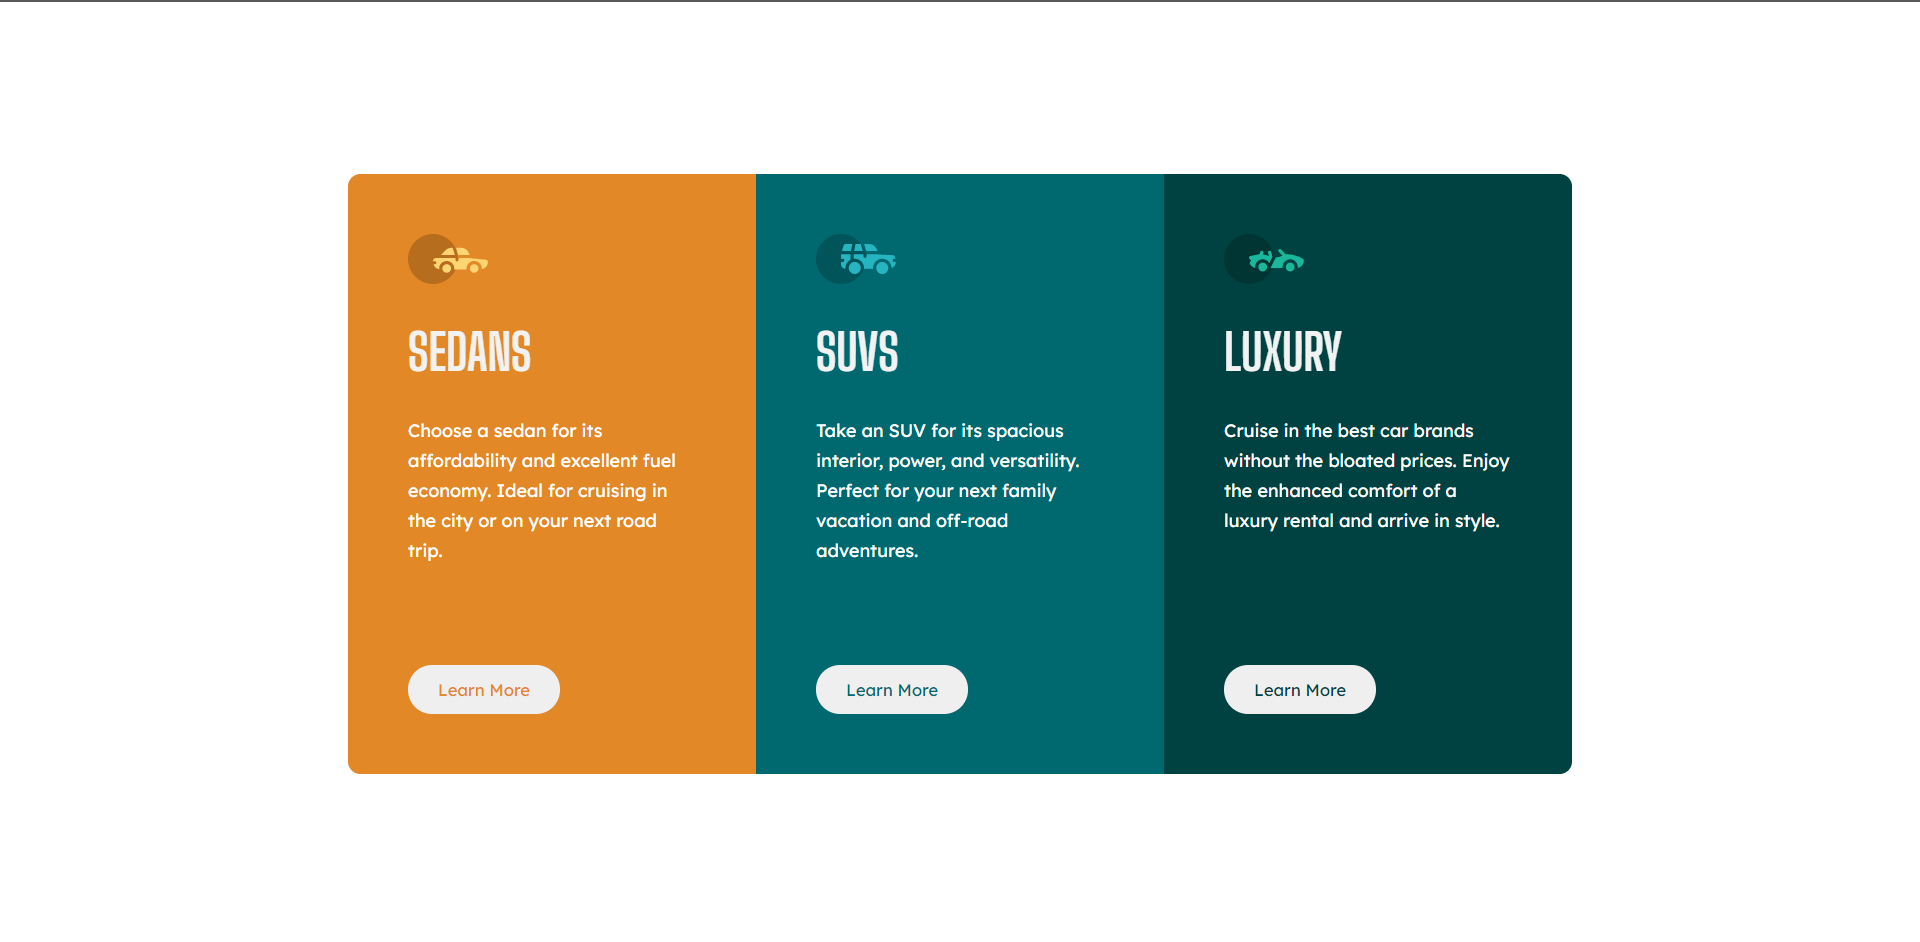 SEDANS
Choose a sedan for its
affordability and excellent fuel
economy. Ideal for cruising in
the city or on your next road
trip.
Learn More
SUVS
Take an SUV for its spacious
interior, power, and versatility.
Perfect for your next family
vacation and off-road
adventures.
Learn More
LUXURY
Cruise in the best car brands
without the bloated prices. Enjoy
the enhanced comfort of a
luxury rental and arrive in style.
Learn More